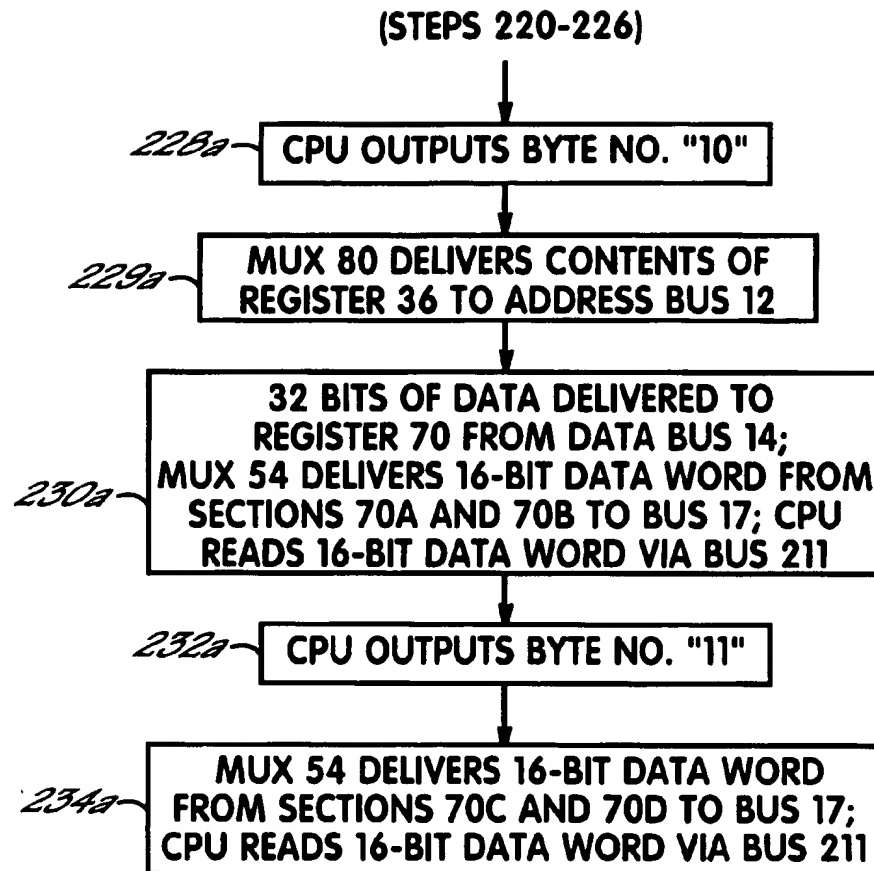 (STEPS 220-226)
228a
CPU OUTPUTS BYTE NO. "10"
229a
MUX 80 DELIVERS CONTENTS OF
REGISTER 36 TO ADDRESS BUS 12
230a
32 BITS OF DATA DELIVERED TO
REGISTER 70 FROM DATA BUS 14;
MUX 54 DELIVERS 16-BIT DATA WORD FROM
SECTIONS 70A AND 70B TO BUS 17; CPU
READS 16-BIT DATA WORD VIA BUS 211
232a
CPU OUTPUTS BYTE NO. "11"
234a
MUX 54 DELIVERS 16-BIT DATA WORD
FROM SECTIONS 70C AND 70D TO BUS 17;
CPU READS 16-BIT DATA WORD VIA BUS 211